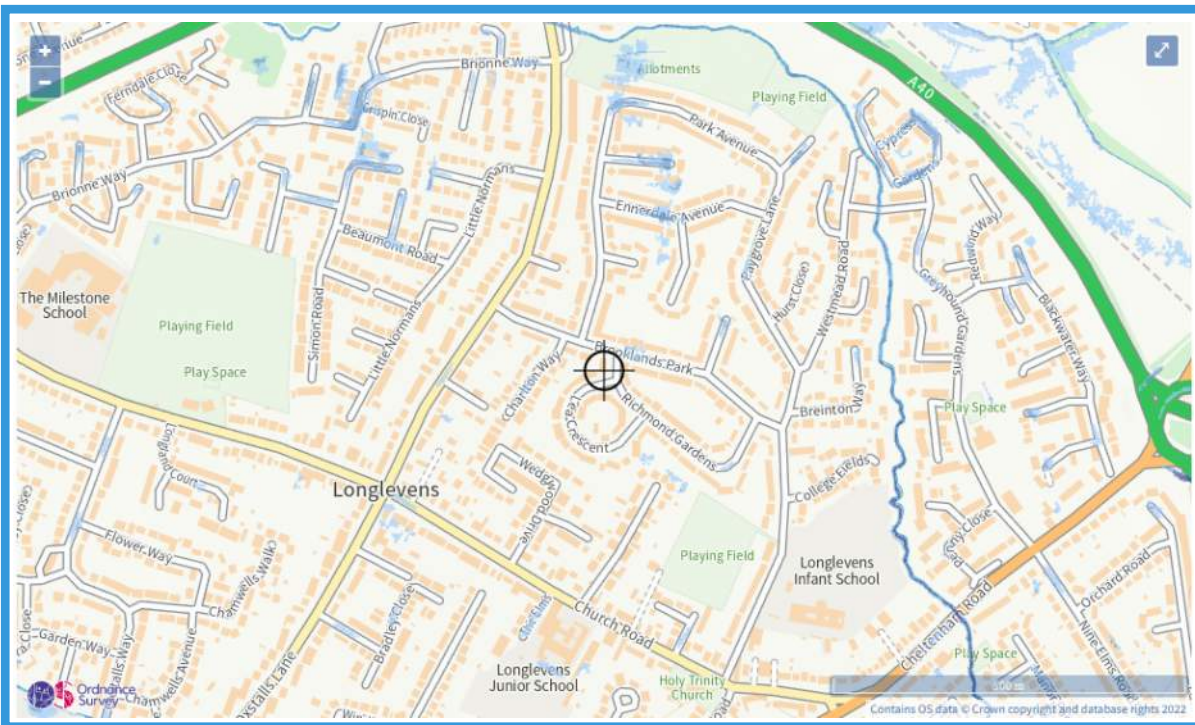 +
−
Ferndale Close
Brionne Way
Crispin Close
Allotments
Playing Field
A40
Park Avenue
Cypress
Gardens
Brionne Way
Little Normans
Ennerdale Avenue
Beaumont Road
Paygrove Lane
Redwind Way
Hurst Close
Westmead Road
Greyhound Gardens
Blackwater Way
The Milestone
School
Playing Field
Play Space
Simon Road
Little Normans
Brooklands Park
Charlton Way
Lea Crescent
Richmond Gardens
Breinton Way
Play Space
Longland Court
Longlevens
Wedgwood Drive
College Fields
Flower Way
Chamwells Walk
Playing Field
Longlevens
Infant School
Orchard Road
Garden Way
Bradley Close
Church Road
Cheltenham Road
Nine Elms Road
Chamwells Avenue
Oxstalls Lane
Longlevens
Junior School
Holy Trinity
Church
Play Space
Ordnance
Survey
Contains OS data © Crown copyright and database rights 2022